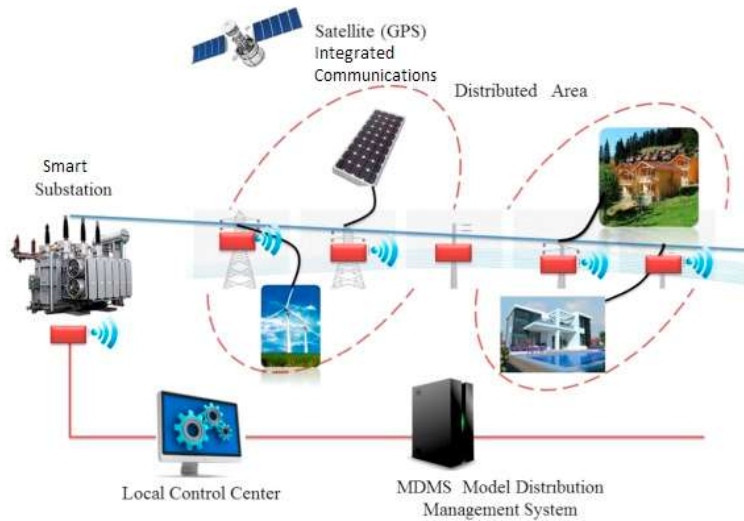 Satellite (GPS)
Integrated
Communications
Distributed Area
Smart
Substation
Local Control Center
MDMS Model Distribution
Management System